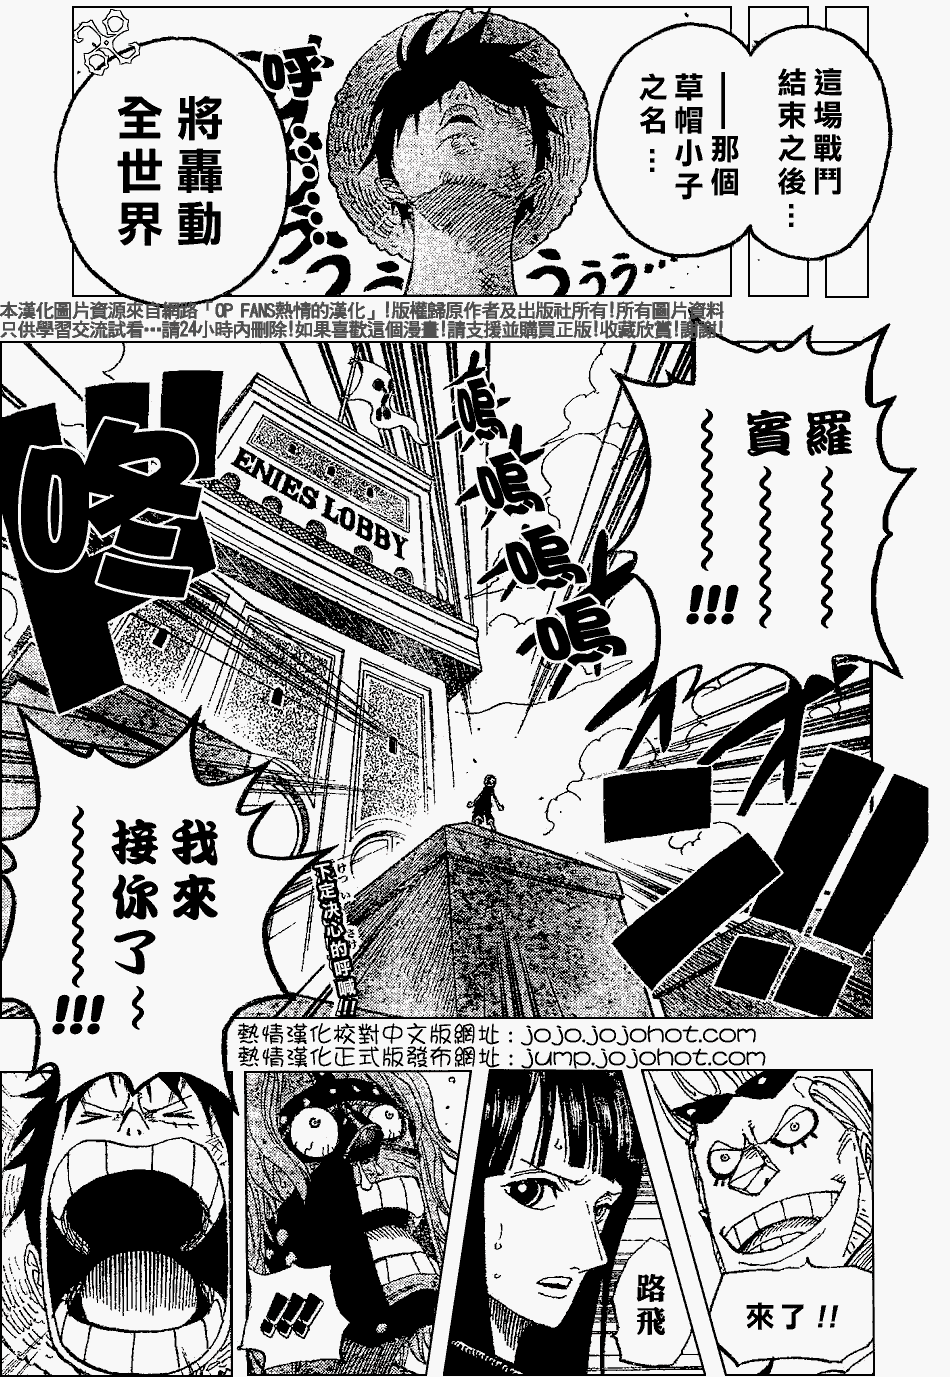 這場戰鬥
結束之後…
──那個
草帽小子
之名…
呼…
將轟動
全世界
うぅぅ…
本漢化圖片資源來自網路「OP FANS熱情的漢化」!版權歸原作者及出版社所有!所有圖片資料
只供學習交流試看…請24小時內刪除!如果喜歡這個漫畫!請支援並購買正版!收藏欣賞!謝謝!
羅~~
賓~~
~~!!!
嗚
嗚
嗚
嗚
ENIES LOBBY
咚
!!
我來
接你了~
~~!!!
下定決心的呼喊!!!
熱情漢化校對中文版網址:jojo.jojohot.com
熱情漢化正式版發布網址:jump.jojohot.com
來了!!
路飛
!!!!